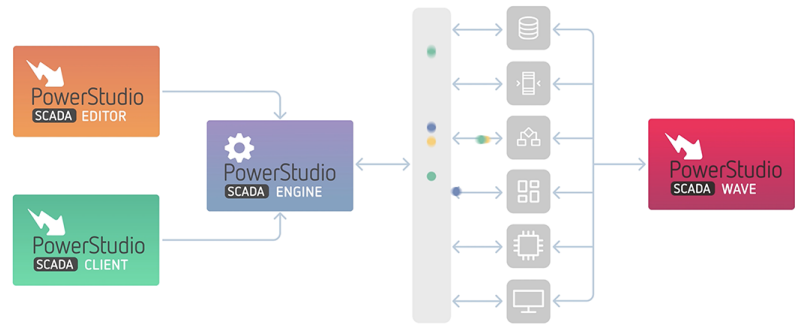 PowerStudio
SCADA EDITOR
PowerStudio
SCADA ENGINE
PowerStudio
SCADA WAVE
PowerStudio
SCADA CLIENT